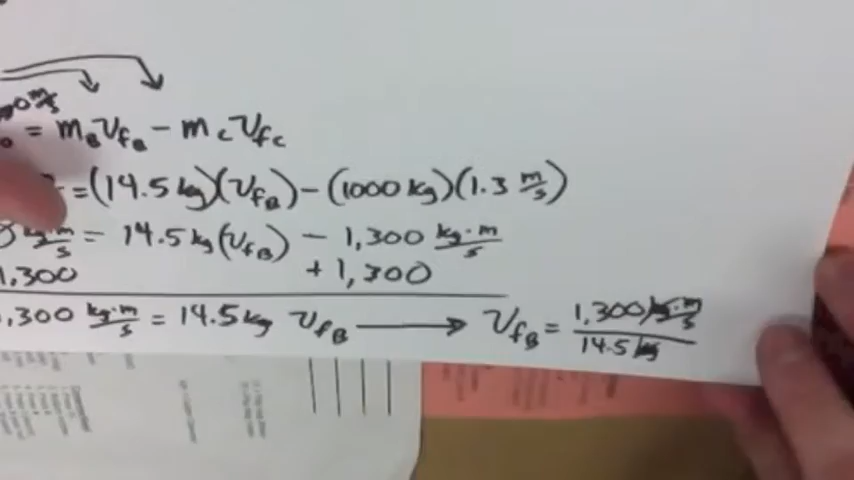 0 m/s
= m_B v_fB − m_C v_fC
= (14.5 kg)(v_fB) − (1000 kg)(1.3 m/s)
kg·m/s = 14.5 kg (v_fB) − 1,300 kg·m/s
1,300 + 1,300
,300 kg·m/s = 14.5 kg v_fB ⟶ v_fB = 1,300 kg·m/s / 14.5 kg